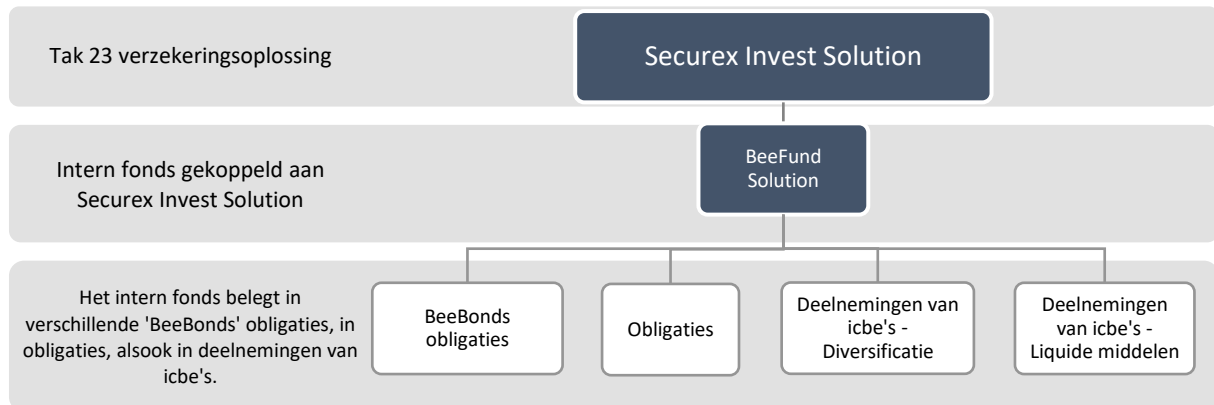 Tak 23 verzekeringsoplossing
Securex Invest Solution
Intern fonds gekoppeld aan
Securex Invest Solution
BeeFund
Solution
Het intern fonds belegt in
verschillende 'BeeBonds' obligaties, in
obligaties, alsook in deelnemingen van
icbe's.
BeeBonds
obligaties
Obligaties
Deelnemingen van
icbe's -
Diversificatie
Deelnemingen
van icbe's -
Liquide middelen